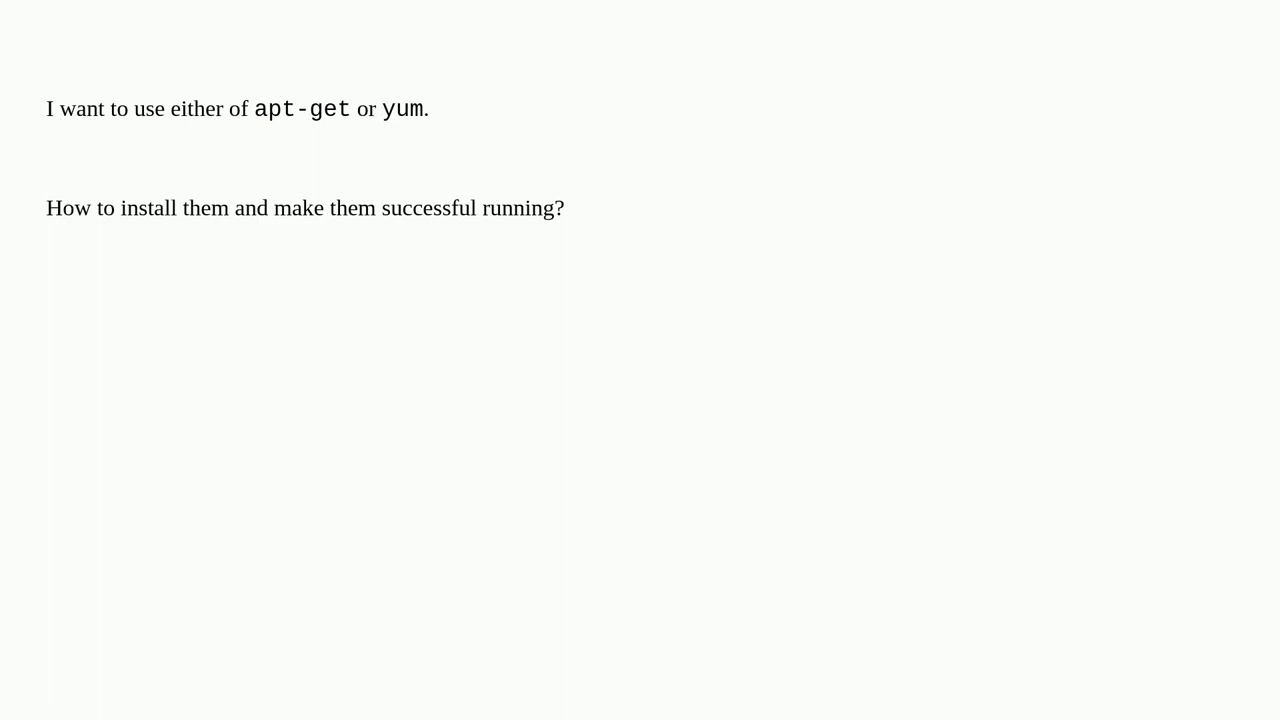 I want to use either of apt-get or yum.
How to install them and make them successful running?